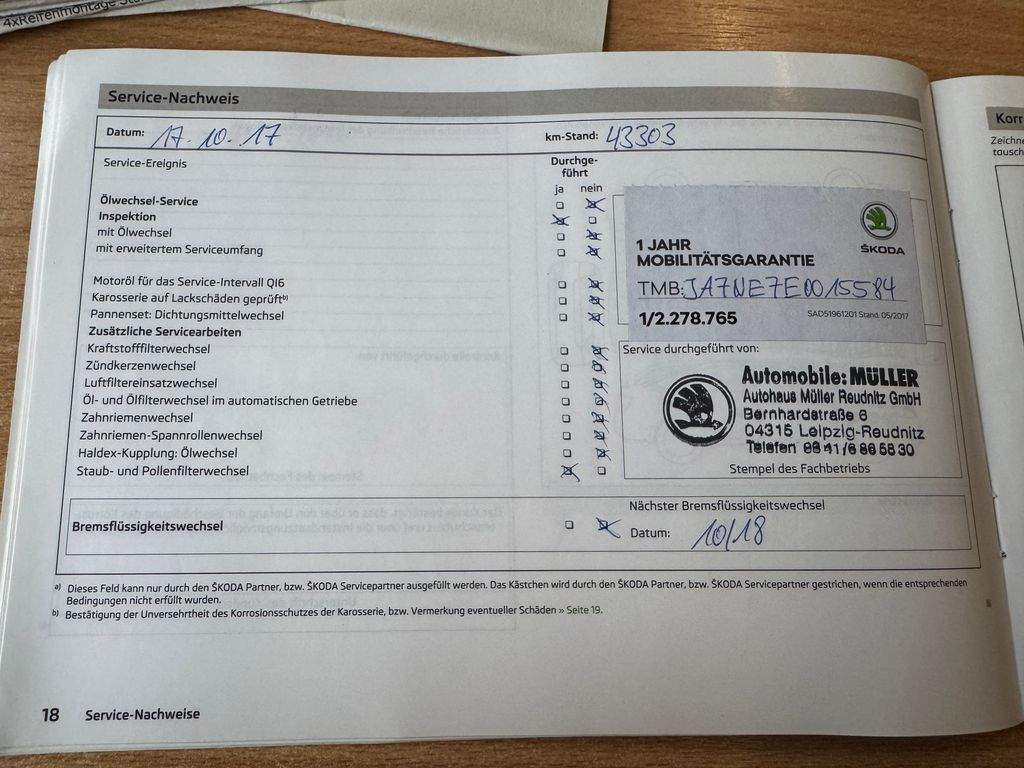 4xReifenmontage
Service-Nachweis
Datum: 17.10.17 km-Stand: 43303
Service-Ereignis
Durchge-
führt
ja nein
Ölwechsel-Service
Inspektion
mit Ölwechsel
mit erweitertem Serviceumfang
Motoröl für das Service-Intervall QI6
Karosserie auf Lackschäden geprüft b)
Pannenset: Dichtungsmittelwechsel
Zusätzliche Servicearbeiten
Kraftstofffilterwechsel
Zündkerzenwechsel
Luftfiltereinsatzwechsel
Öl- und Ölfilterwechsel im automatischen Getriebe
Zahnriemenwechsel
Zahnriemen-Spannrollenwechsel
Haldex-Kupplung: Ölwechsel
Staub- und Pollenfilterwechsel
ŠKODA
1 JAHR
MOBILITÄTSGARANTIE
TMB:JA7NE7E0015584
1/2.278.765 SAD51961201 Stand. 05/2017
Service durchgeführt von:
Automobile: MÜLLER
Autohaus Müller Reudnitz GmbH
Bernhardstraße 6
04315 Leipzig-Reudnitz
Telefon 03 41/6 86 58 30
Stempel des Fachbetriebs
Bremsflüssigkeitswechsel
Nächster Bremsflüssigkeitswechsel
Datum: 10/18
a) Dieses Feld kann nur durch den ŠKODA Partner, bzw. ŠKODA Servicepartner ausgefüllt werden. Das Kästchen wird durch den ŠKODA Partner, bzw. ŠKODA Servicepartner gestrichen, wenn die entsprechenden
Bedingungen nicht erfüllt wurden.
b) Bestätigung der Unversehrtheit des Korrosionsschutzes der Karosserie, bzw. Vermerkung eventueller Schäden » Seite 19.
18 Service-Nachweise
Korr
Zeichne
tausch